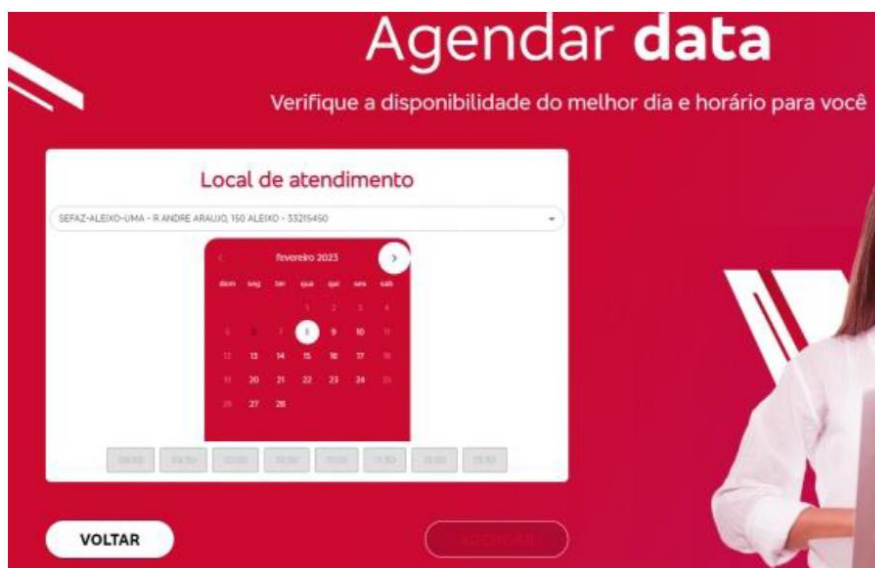 Agendar data
Verifique a disponibilidade do melhor dia e horário para você
Local de atendimento
SEFAZ-ALEIXO-UMA - R ANDRE ARAUJO, 150 ALEIXO - 33215450
fevereiro 2023
dom seg ter qua qui sex sab
1 2 3 4
5 6 7 8 9 10 11
12 13 14 15 16 17 18
19 20 21 22 23 24 25
26 27 28
VOLTAR
AGENDAR